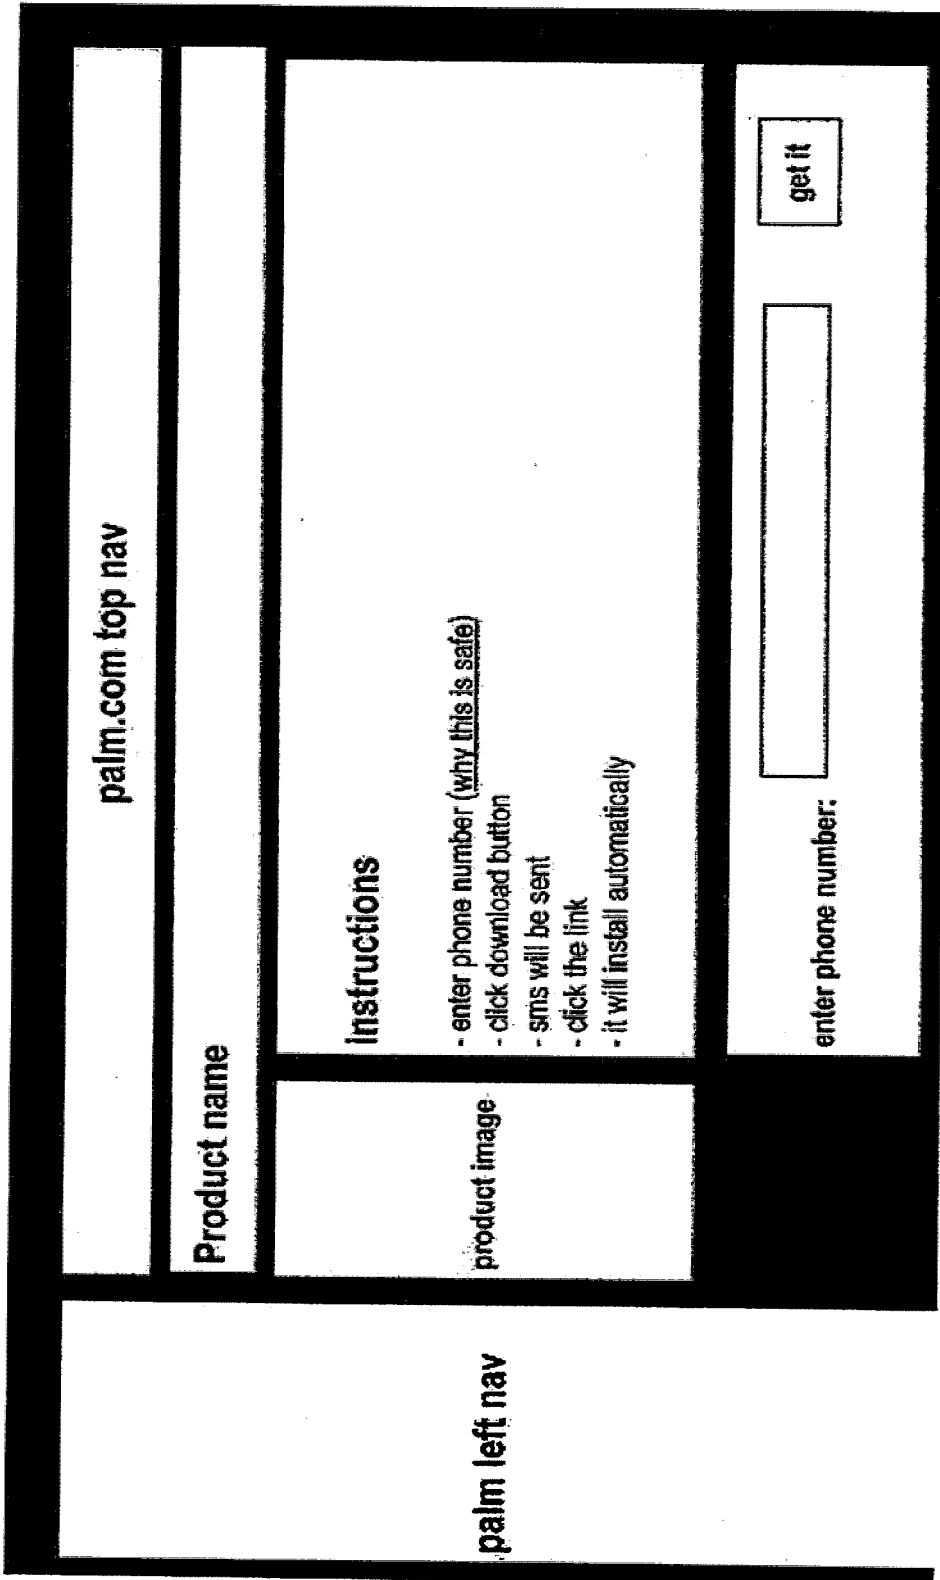 palm.com top nav
palm left nav
Product name
product image
instructions
- enter phone number (why this is safe)
- click download button
- sms will be sent
- click the link
- it will install automatically
enter phone number:
get it